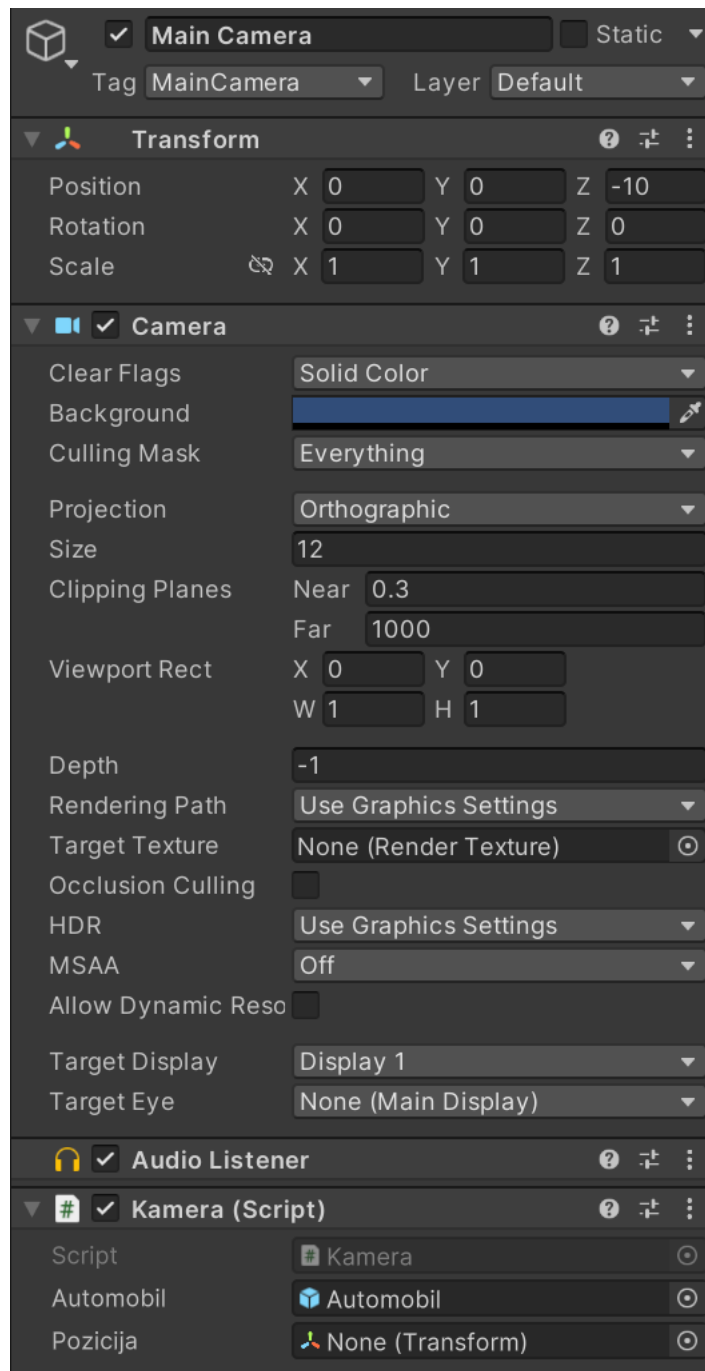 Main Camera Static
Tag MainCamera Layer Default
Transform
Position X 0 Y 0 Z -10
Rotation X 0 Y 0 Z 0
Scale X 1 Y 1 Z 1
Camera
Clear Flags Solid Color
Background
Culling Mask Everything
Projection Orthographic
Size 12
Clipping Planes Near 0.3
Far 1000
Viewport Rect X 0 Y 0
W 1 H 1
Depth -1
Rendering Path Use Graphics Settings
Target Texture None (Render Texture)
Occlusion Culling
HDR Use Graphics Settings
MSAA Off
Allow Dynamic Reso
Target Display Display 1
Target Eye None (Main Display)
Audio Listener
# Kamera (Script)
Script # Kamera
Automobil Automobil
Pozicija None (Transform)